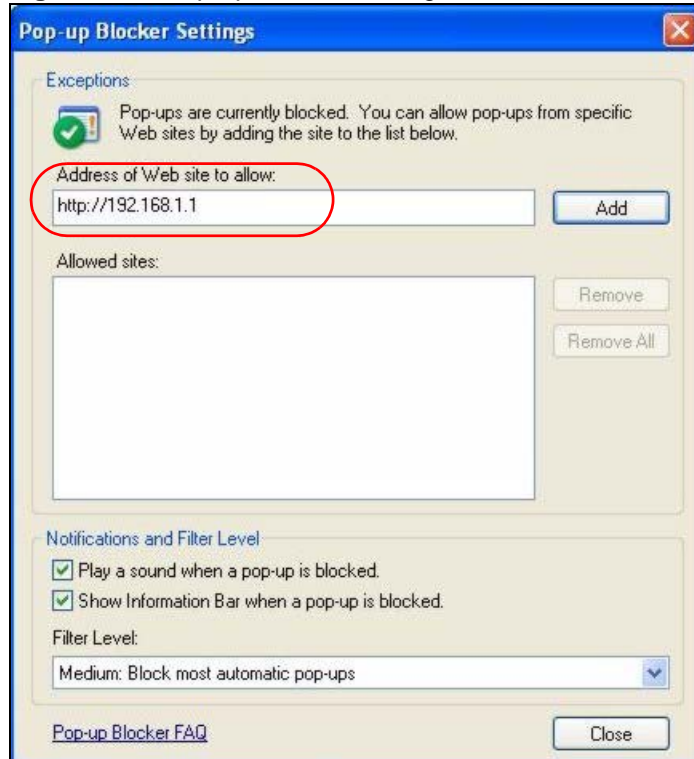 Pop-up Blocker Settings
Exceptions
Pop-ups are currently blocked. You can allow pop-ups from specific
Web sites by adding the site to the list below.
Address of Web site to allow:
http://192.168.1.1
Add
Allowed sites:
Remove
Remove All
Notifications and Filter Level
Play a sound when a pop-up is blocked.
Show Information Bar when a pop-up is blocked.
Filter Level:
Medium: Block most automatic pop-ups
Pop-up Blocker FAQ
Close